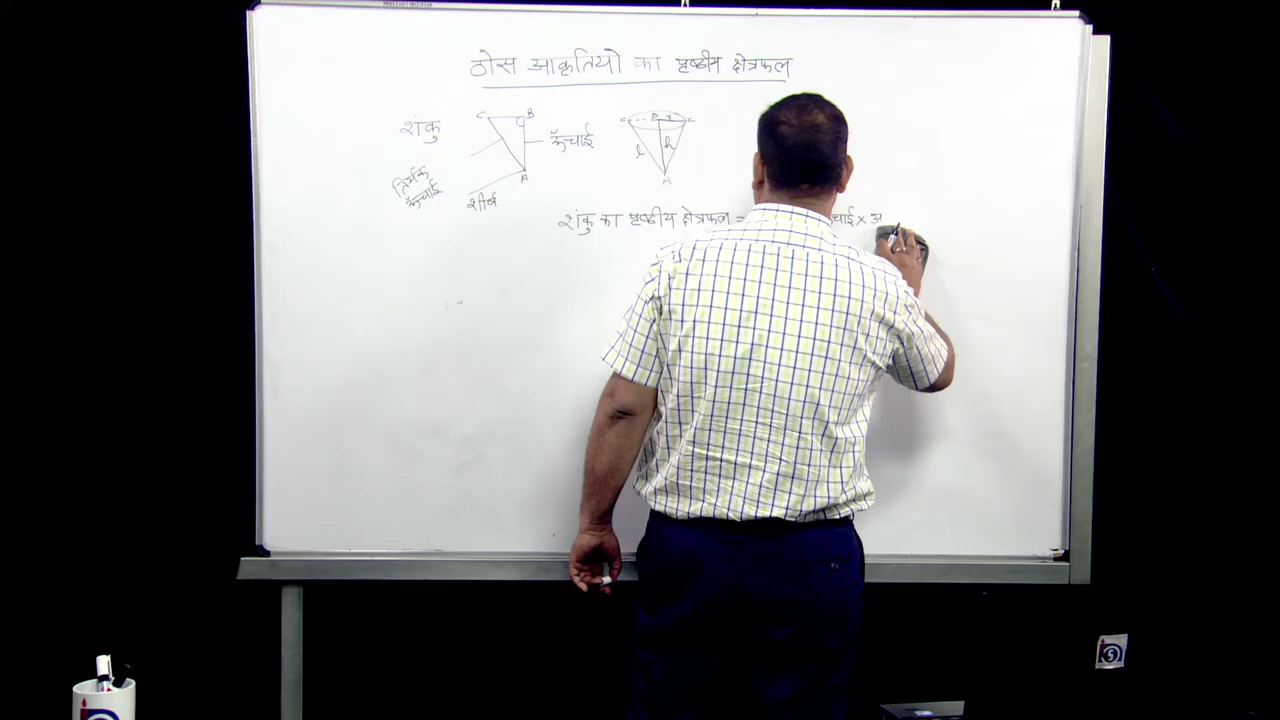 ठोस आकृतियो का पृष्ठीय क्षेत्रफल
शंकु
C B
ऊँचाई
A
तिर्यक
ऊँचाई
शीर्ष
C B r C
l h
A
शंकु का पृष्ठीय क्षेत्रफल = चाई × अ